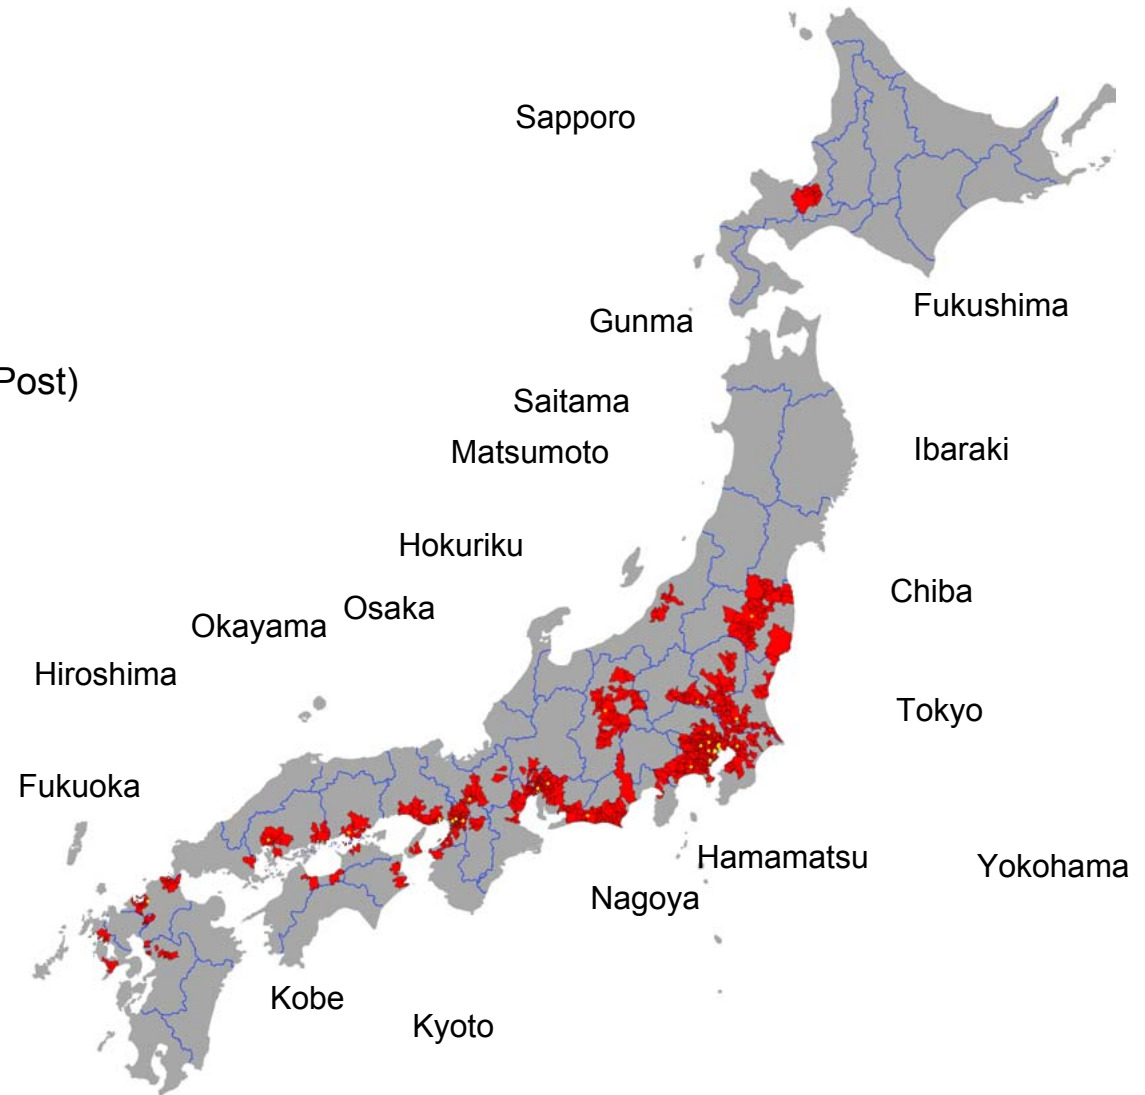 Sapporo
Fukushima
Gunma
Post)
Saitama
Matsumoto
Ibaraki
Hokuriku
Chiba
Osaka
Okayama
Hiroshima
Tokyo
Fukuoka
Hamamatsu
Yokohama
Nagoya
Kobe
Kyoto